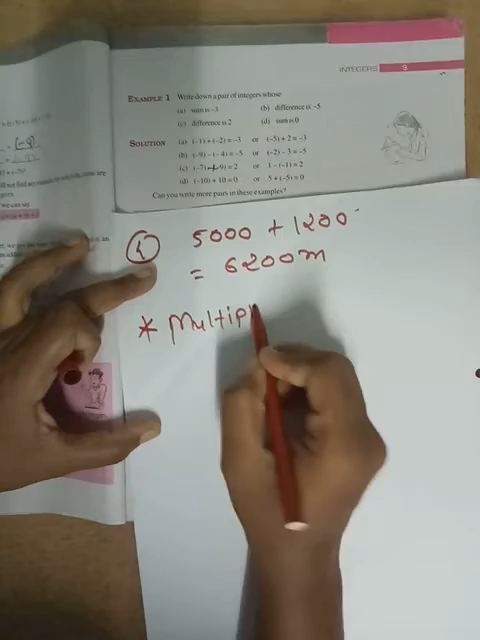 INTEGERS 3
EXAMPLE 1 Write down a pair of integers whose
(a) sum is –3 (b) difference is –5
(c) difference is 2 (d) sum is 0
SOLUTION (a) (–1) + (–2) = –3 or (–5) + 2 = –3
(b) (–9) – (–4) = –5 or (–2) – 3 = –5
(c) (–7) – (–9) = 2 or 1 – (–1) = 2
(d) (–10) + 10 = 0 or 5 + (–5) = 0
Can you write more pairs in these examples?
5000 + 1200
= 6200m
* Multip